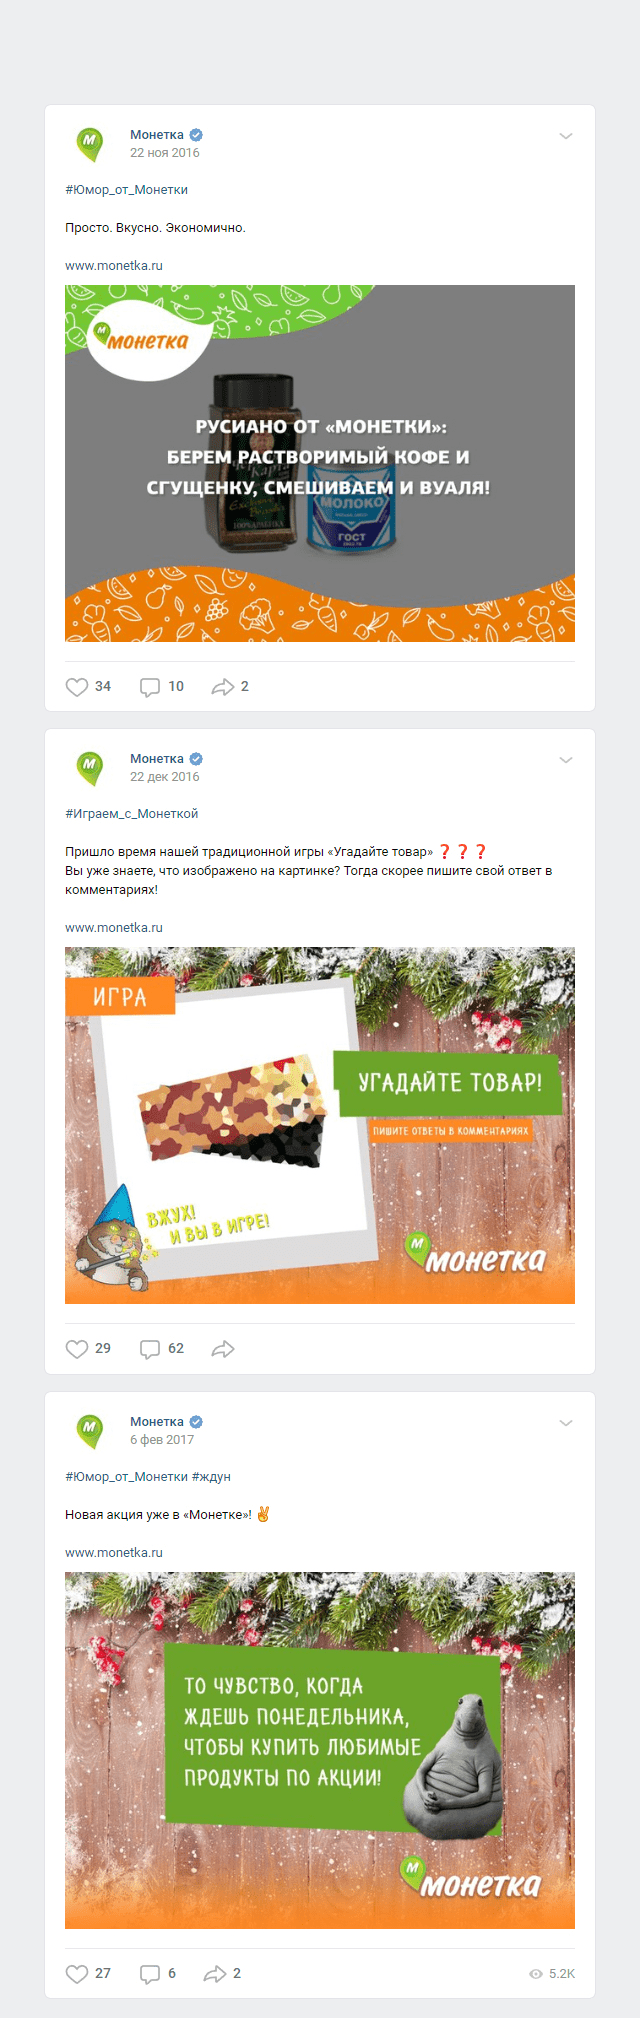 Монетка
22 ноя 2016
#Юмор_от_Монетки
Просто. Вкусно. Экономично.
www.monetka.ru
М
МОНЕТКА
РУСИАНО ОТ «МОНЕТКИ»:
БЕРЕМ РАСТВОРИМЫЙ КОФЕ И
СГУЩЕНКУ, СМЕШИВАЕМ И ВУАЛЯ!
Карта
100% АРАБИКА
МОЛОКО
ГОСТ
34 10 2
Монетка
22 дек 2016
#Играем_с_Монеткой
Пришло время нашей традиционной игры «Угадайте товар» ❓❓❓
Вы уже знаете, что изображено на картинке? Тогда скорее пишите свой ответ в
комментариях!
www.monetka.ru
ИГРА
УГАДАЙТЕ ТОВАР!
ПИШИТЕ ОТВЕТЫ В КОММЕНТАРИЯХ
ВЖУХ!
И ВЫ В ИГРЕ!
М
МОНЕТКА
29 62
Монетка
6 фев 2017
#Юмор_от_Монетки #ждун
Новая акция уже в «Монетке»! ✌
www.monetka.ru
ТО ЧУВСТВО, КОГДА
ЖДЕШЬ ПОНЕДЕЛЬНИКА,
ЧТОБЫ КУПИТЬ ЛЮБИМЫЕ
ПРОДУКТЫ ПО АКЦИИ!
М
МОНЕТКА
27 6 2 5.2K